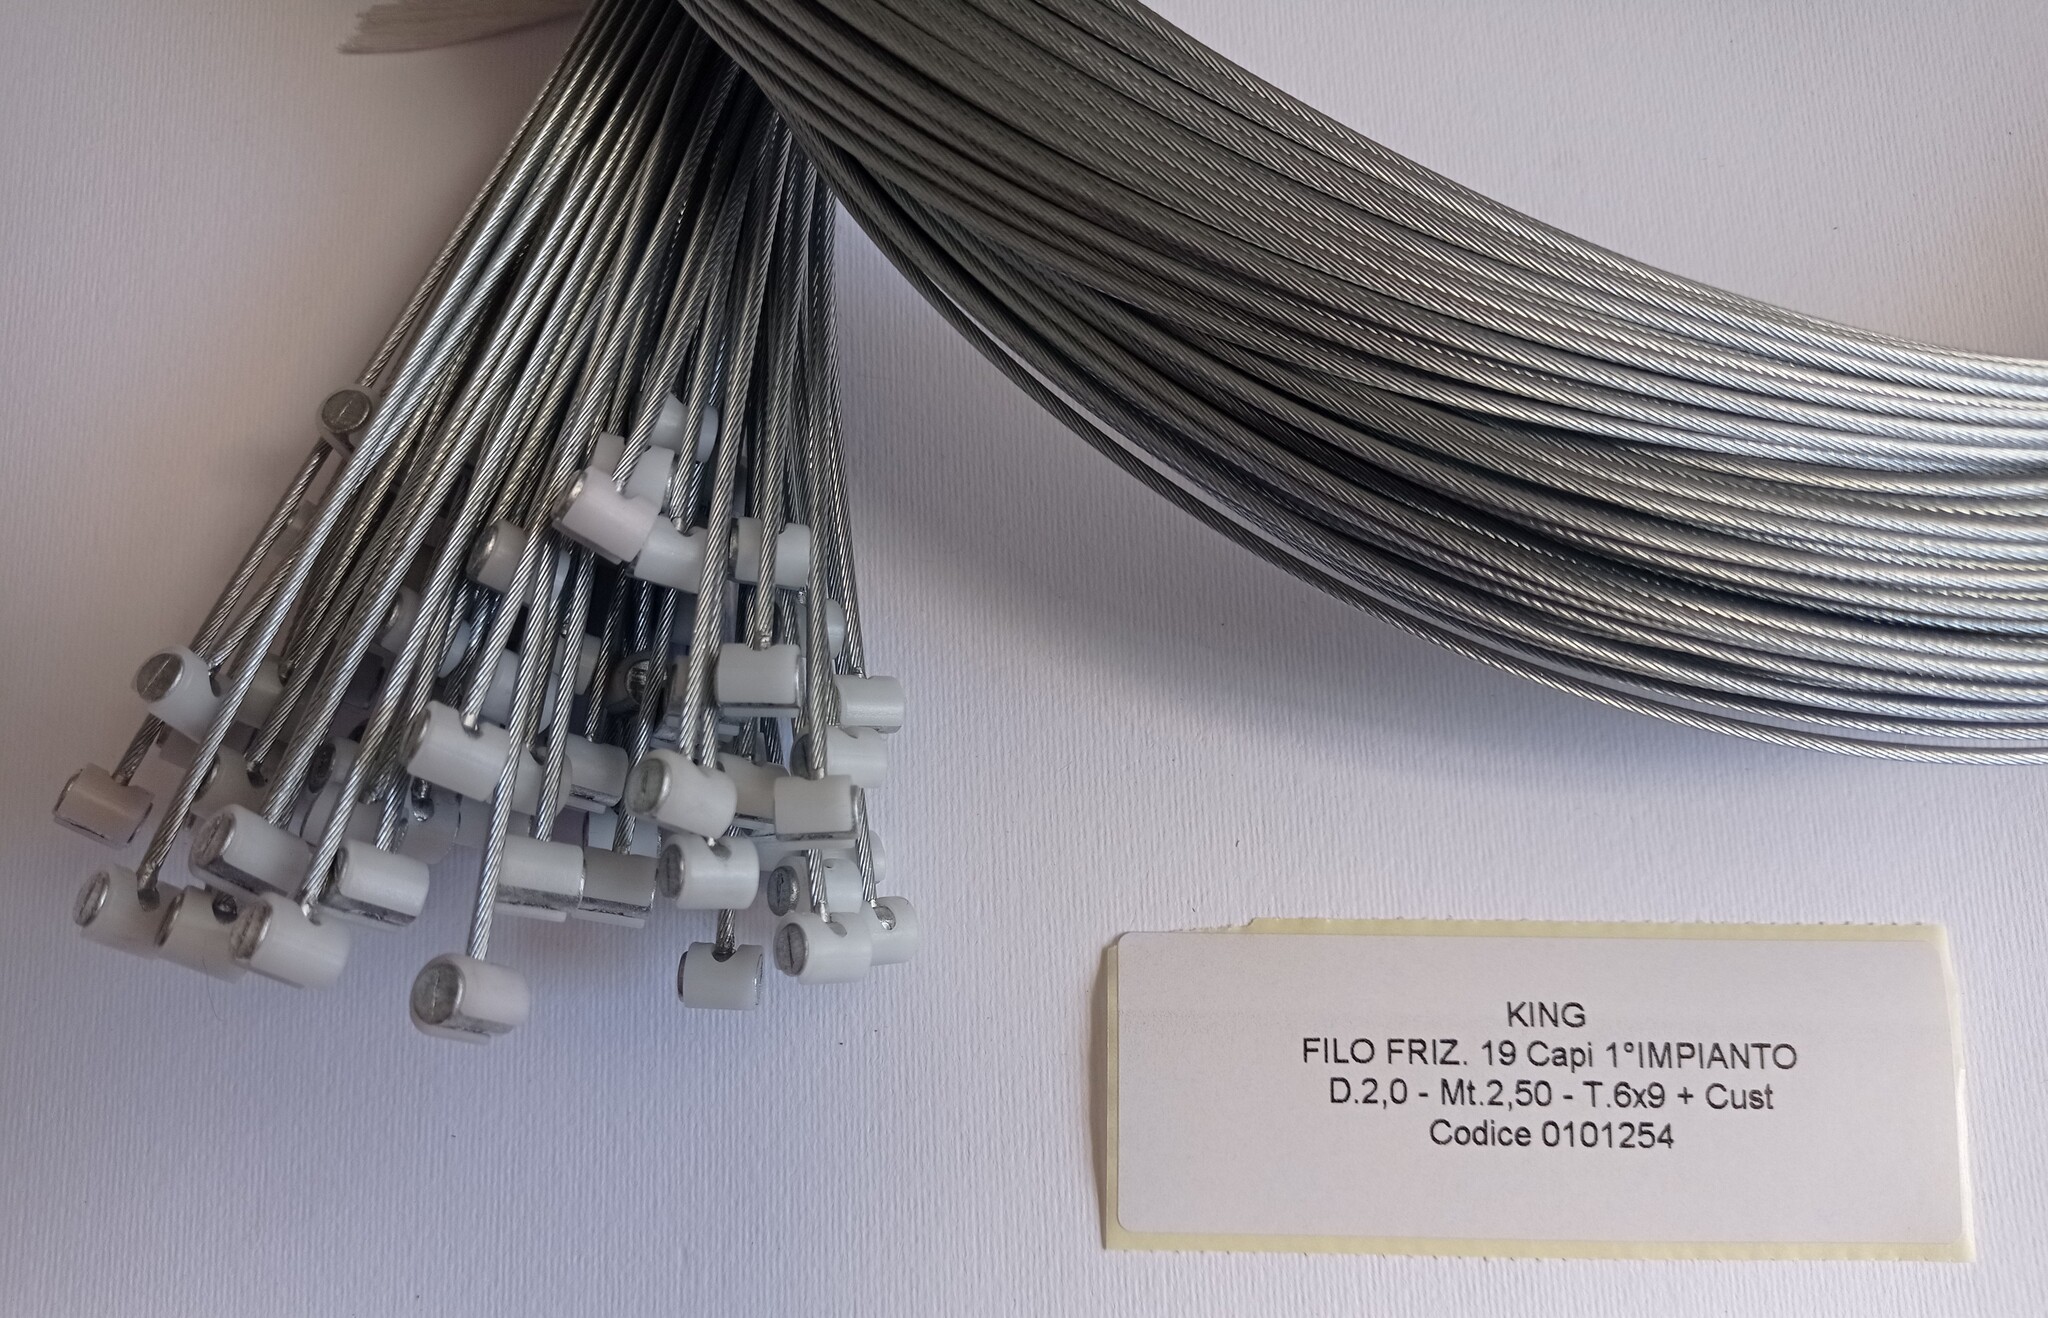 KING
FILO FRIZ. 19 Capi 1°IMPIANTO
D.2,0 - Mt.2,50 - T.6x9 + Cust
Codice 0101254